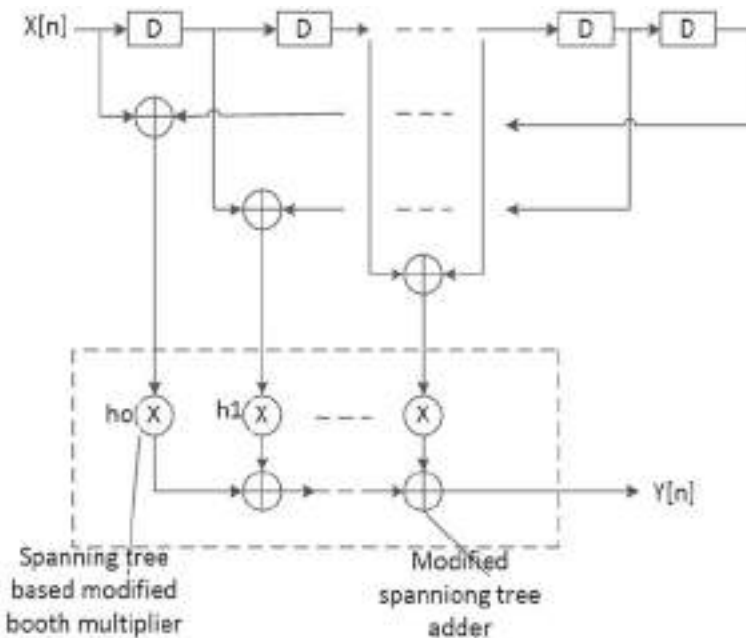 X[n]
D
D
D
D
ho
X
h1
X
X
Y[n]
Spanning tree
based modified
booth multiplier
Modified
spanniong tree
adder